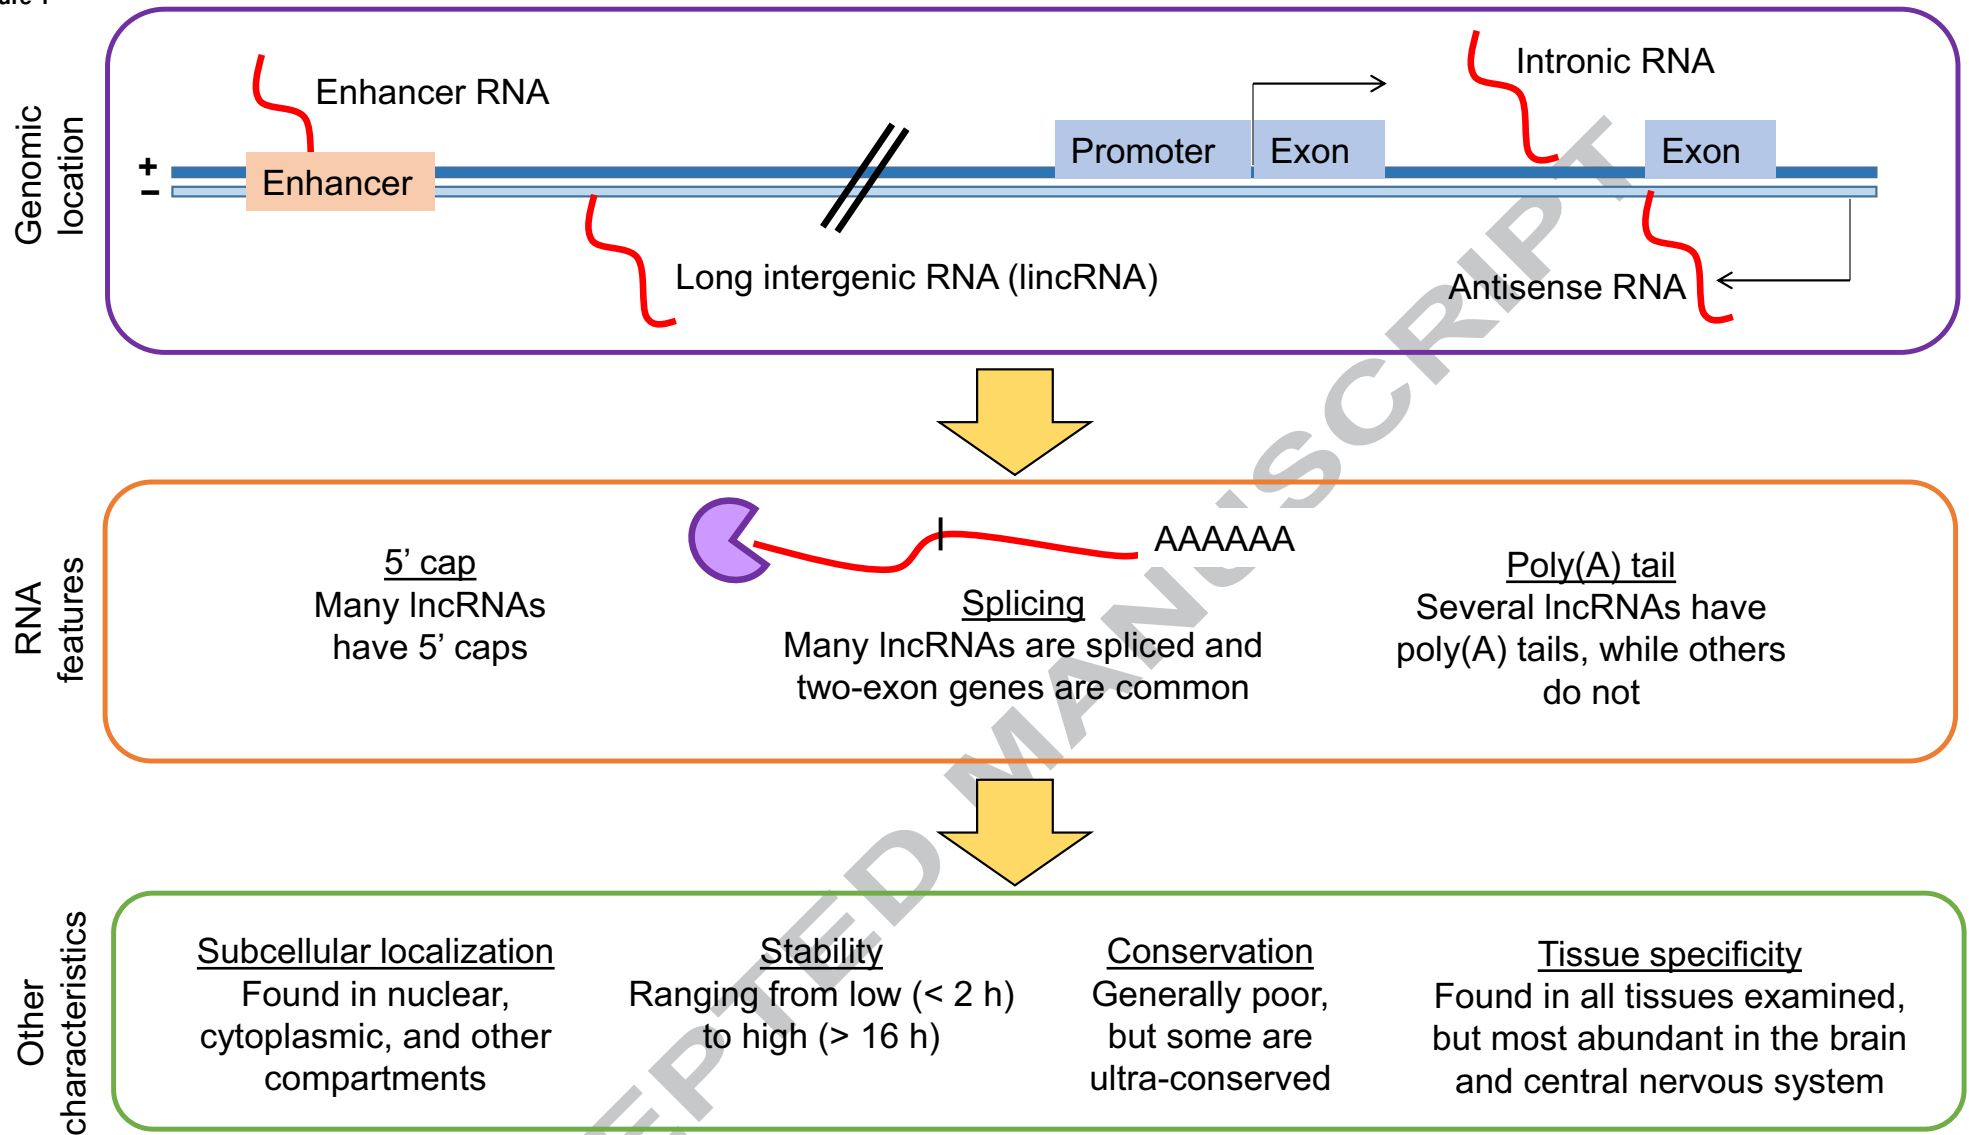 Genomic
location
Enhancer RNA
Intronic RNA
+
−
Enhancer
Promoter
Exon
Exon
Long intergenic RNA (lincRNA)
Antisense RNA
RNA
features
AAAAAA
5’ cap
Many lncRNAs
have 5’ caps
Splicing
Many lncRNAs are spliced and
two-exon genes are common
Poly(A) tail
Several lncRNAs have
poly(A) tails, while others
do not
Other
characteristics
Subcellular localization
Found in nuclear,
cytoplasmic, and other
compartments
Stability
Ranging from low (< 2 h)
to high (> 16 h)
Conservation
Generally poor,
but some are
ultra-conserved
Tissue specificity
Found in all tissues examined,
but most abundant in the brain
and central nervous system
MANUSCRIPT